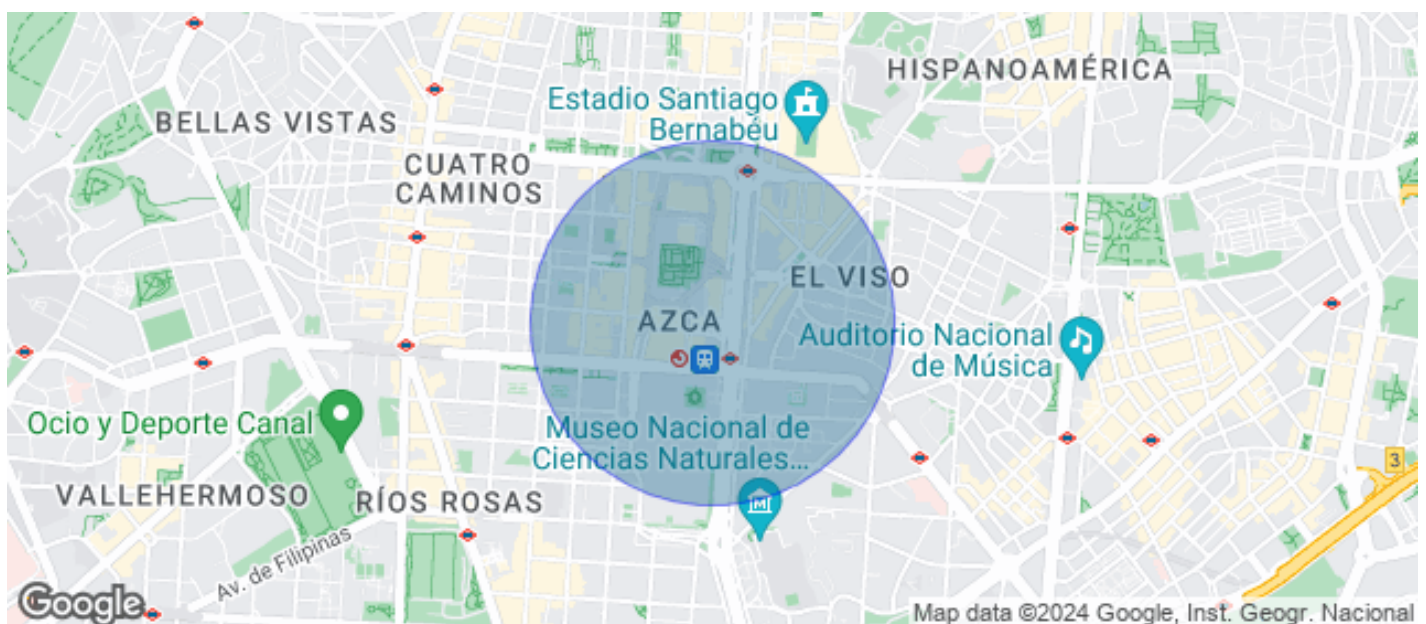 HISPANOAMÉRICA
Estadio Santiago
Bernabéu
BELLAS VISTAS
CUATRO
CAMINOS
EL VISO
AZCA
Auditorio Nacional
de Música
Ocio y Deporte Canal
Museo Nacional de
Ciencias Naturales...
3
VALLEHERMOSO
RÍOS ROSAS
M
Av. de Filipinas
Google
Map data ©2024 Google, Inst. Geogr. Nacional